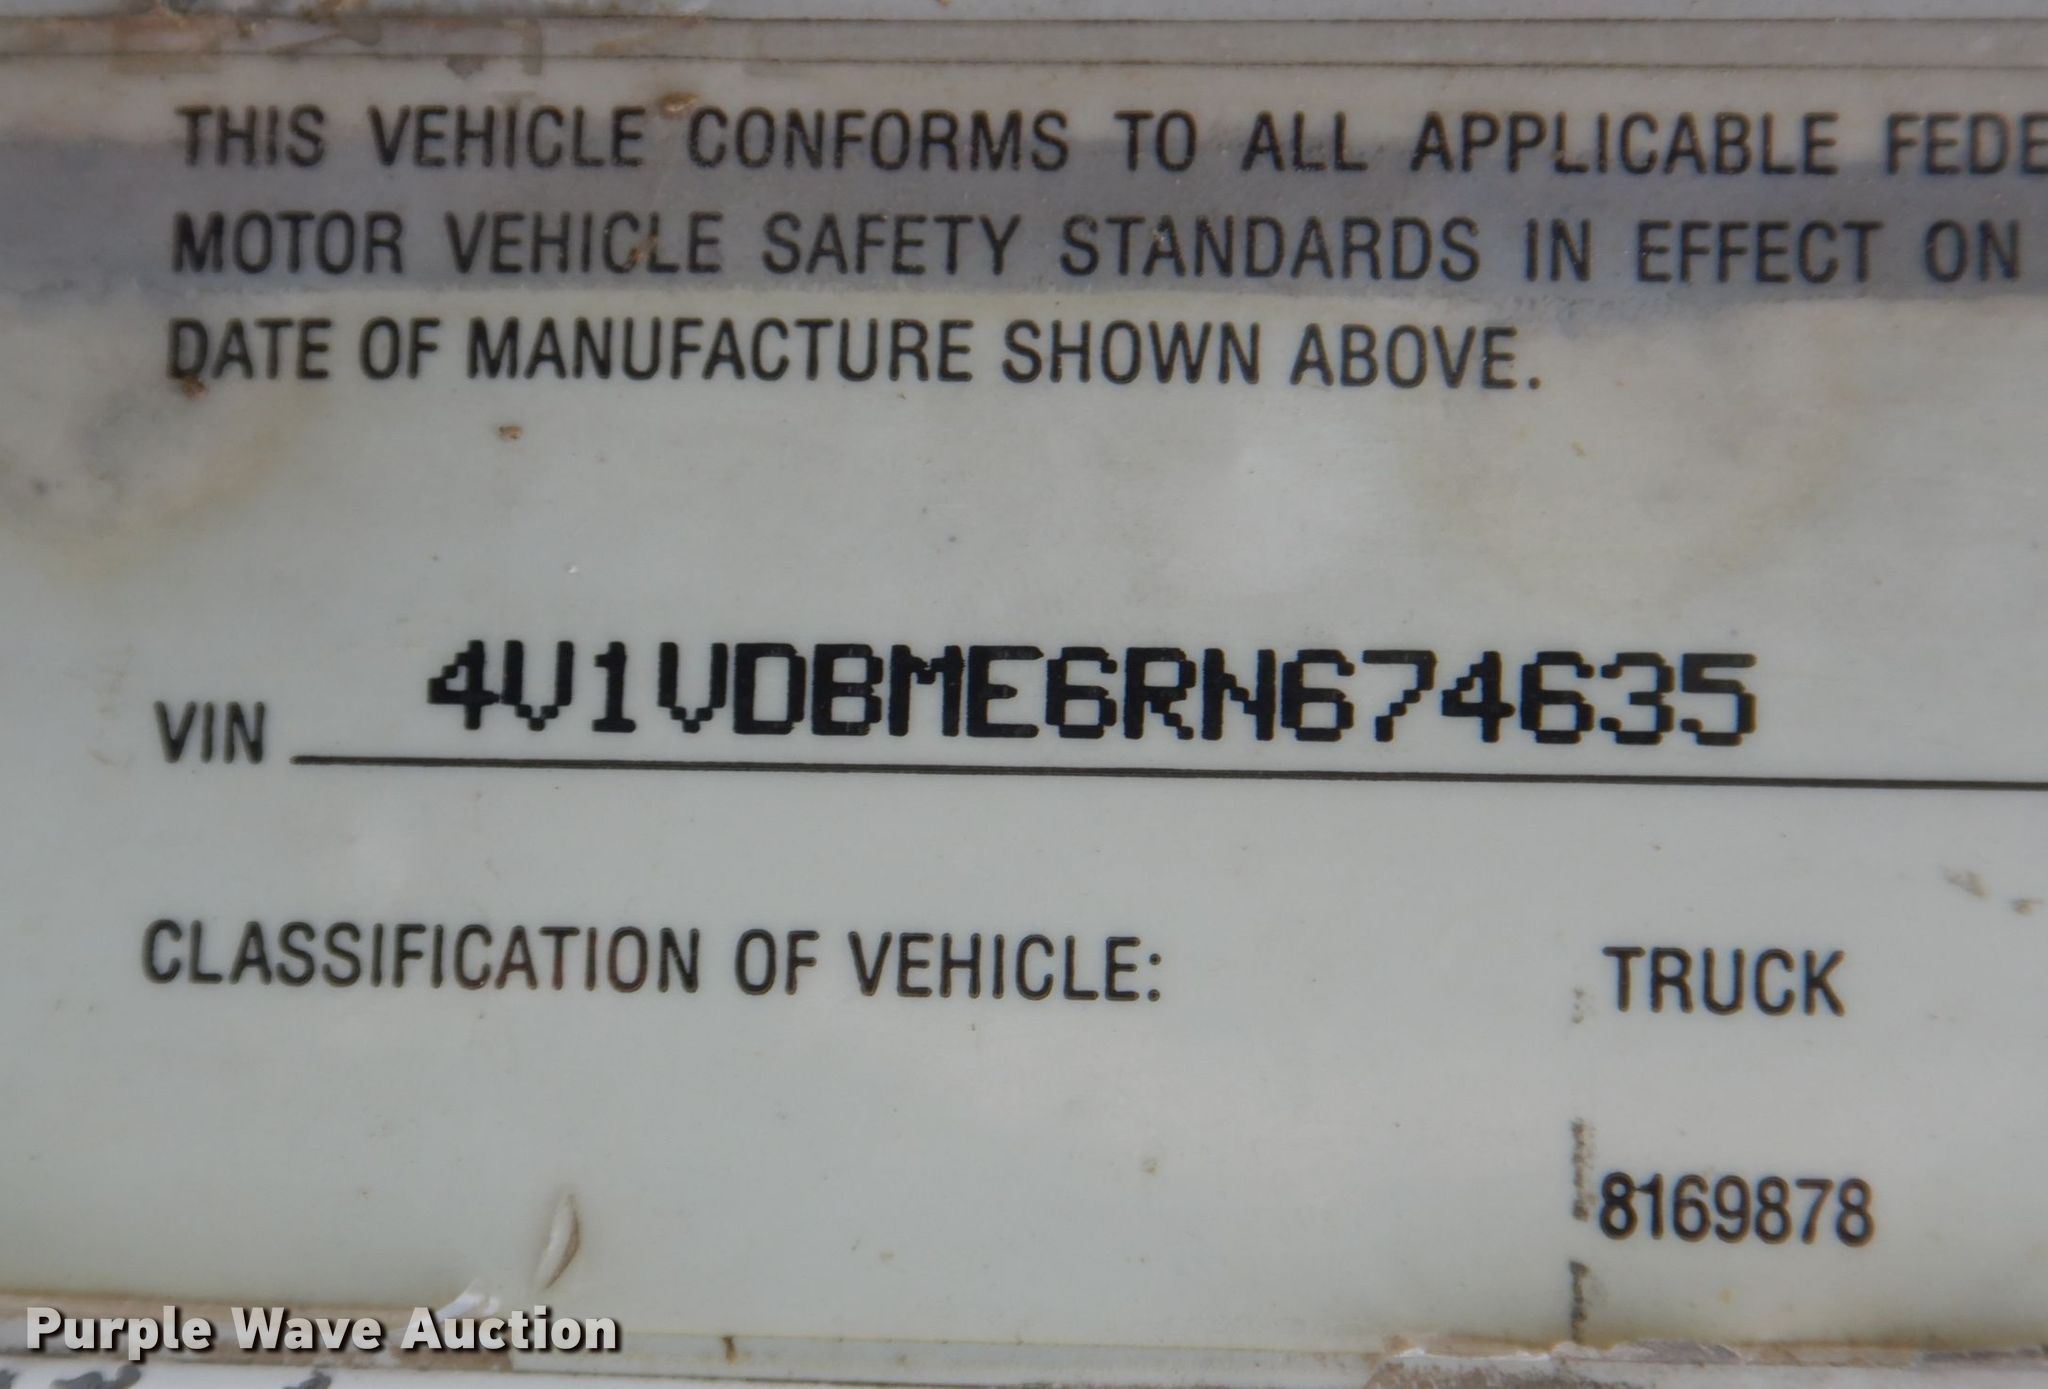 THIS VEHICLE CONFORMS TO ALL APPLICABLE FEDE
MOTOR VEHICLE SAFETY STANDARDS IN EFFECT ON
DATE OF MANUFACTURE SHOWN ABOVE.
VIN 4V1VDBME6RN674635
CLASSIFICATION OF VEHICLE: TRUCK
8169878
Purple Wave Auction